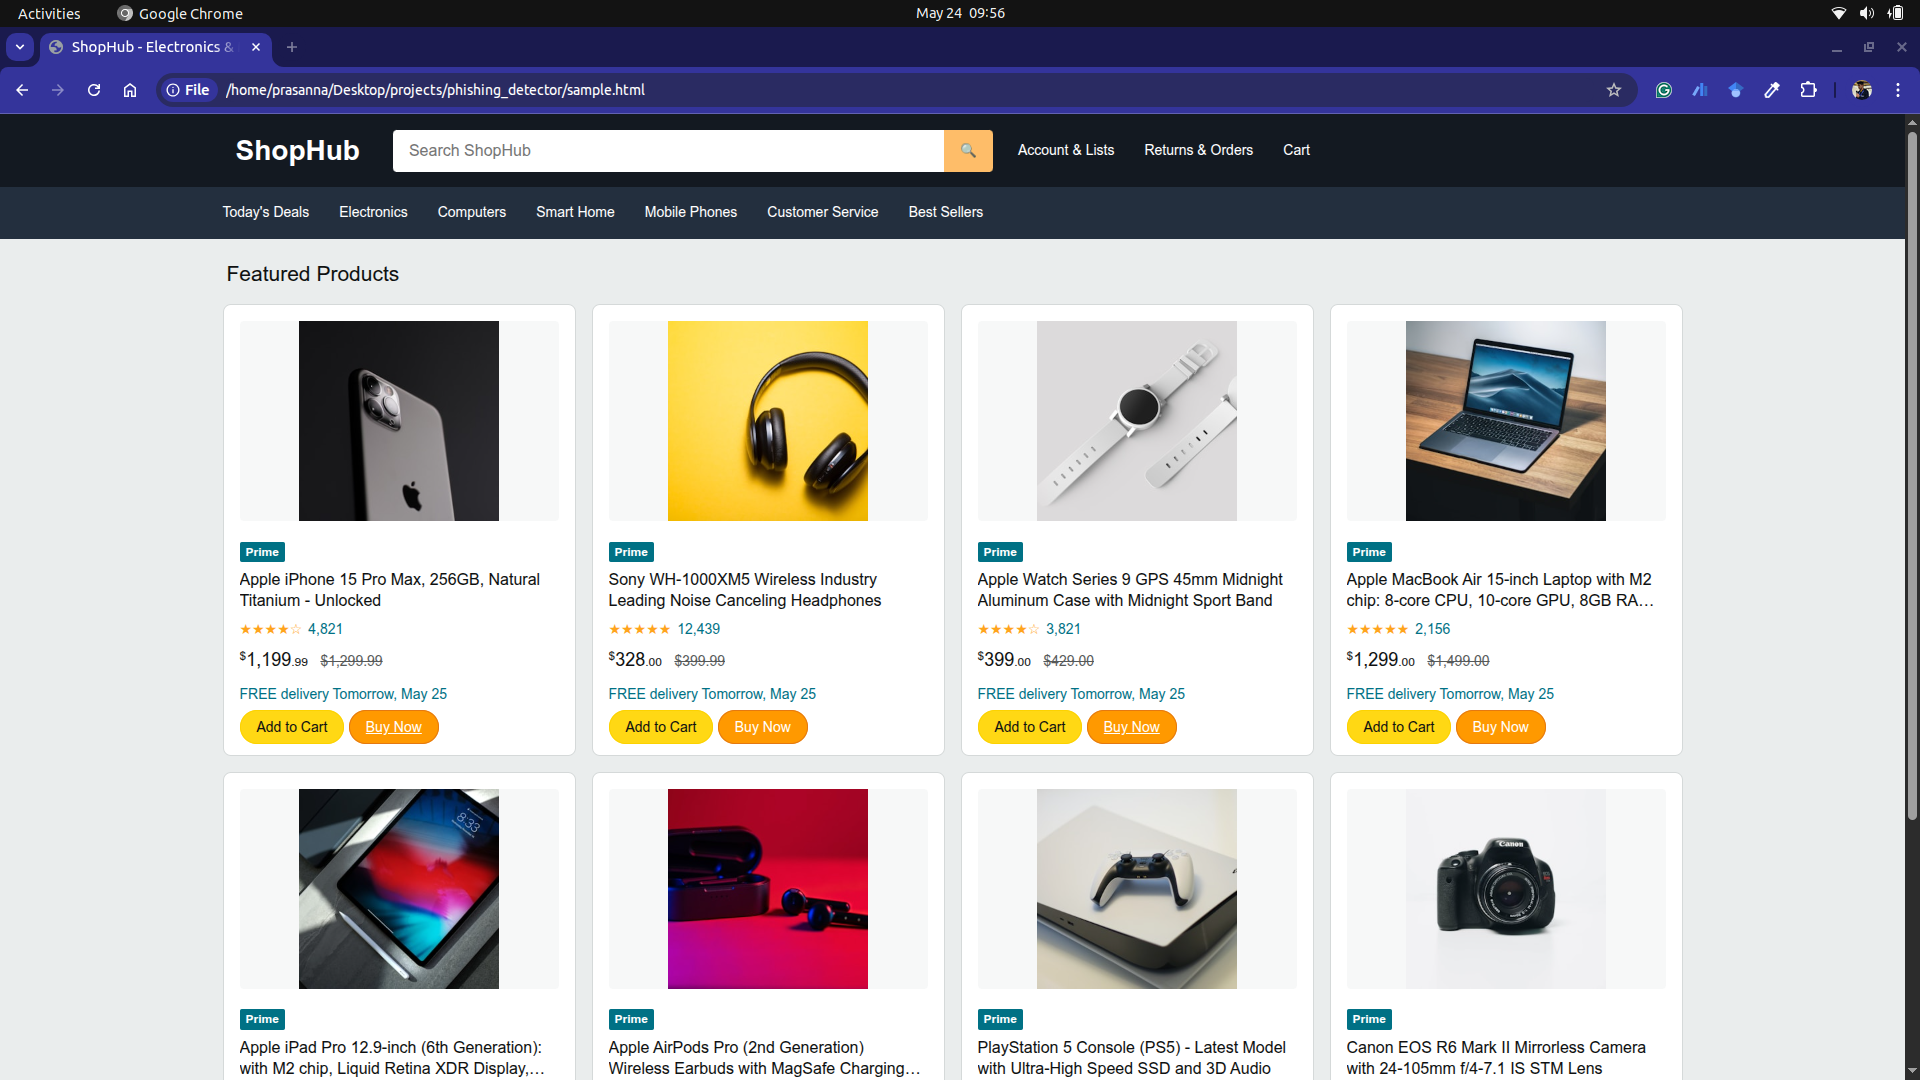 Activities
Google Chrome
May 24 09:56
ShopHub - Electronics &
File /home/prasanna/Desktop/projects/phishing_detector/sample.html
ShopHub
Search ShopHub
Account & Lists
Returns & Orders
Cart
Today's Deals
Electronics
Computers
Smart Home
Mobile Phones
Customer Service
Best Sellers
Featured Products
Prime
Apple iPhone 15 Pro Max, 256GB, Natural
Titanium - Unlocked
★★★★☆ 4,821
$1,199.99 $1,299.99
FREE delivery Tomorrow, May 25
Add to Cart Buy Now
Prime
Sony WH-1000XM5 Wireless Industry
Leading Noise Canceling Headphones
★★★★★ 12,439
$328.00 $399.99
FREE delivery Tomorrow, May 25
Add to Cart Buy Now
Prime
Apple Watch Series 9 GPS 45mm Midnight
Aluminum Case with Midnight Sport Band
★★★★☆ 3,821
$399.00 $429.00
FREE delivery Tomorrow, May 25
Add to Cart Buy Now
Prime
Apple MacBook Air 15-inch Laptop with M2
chip: 8-core CPU, 10-core GPU, 8GB RA…
★★★★★ 2,156
$1,299.00 $1,499.00
FREE delivery Tomorrow, May 25
Add to Cart Buy Now
8:33
Prime
Apple iPad Pro 12.9-inch (6th Generation):
with M2 chip, Liquid Retina XDR Display,…
Prime
Apple AirPods Pro (2nd Generation)
Wireless Earbuds with MagSafe Charging…
Prime
PlayStation 5 Console (PS5) - Latest Model
with Ultra-High Speed SSD and 3D Audio
Canon
Prime
Canon EOS R6 Mark II Mirrorless Camera
with 24-105mm f/4-7.1 IS STM Lens